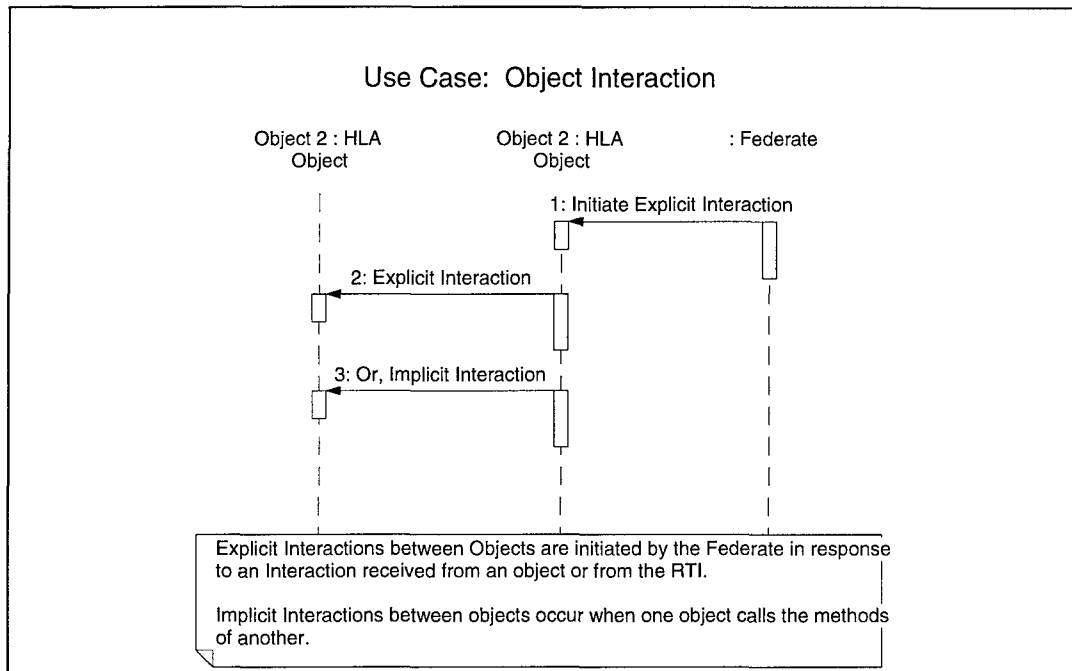 Use Case: Object Interaction
Object 2 : HLA
Object
Object 2 : HLA
Object
: Federate
1: Initiate Explicit Interaction
2: Explicit Interaction
3: Or, Implicit Interaction
Explicit Interactions between Objects are initiated by the Federate in response
to an Interaction received from an object or from the RTI.
Implicit Interactions between objects occur when one object calls the methods
of another.